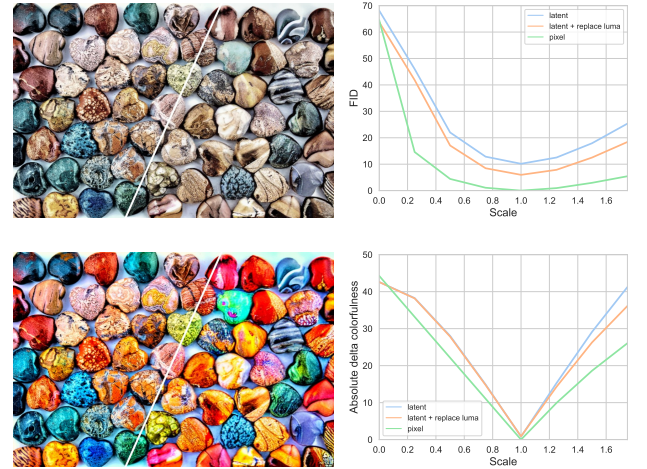 70
60
50
40
30
20
10
0
FID
latent
latent + replace luma
pixel
0.0 0.2 0.4 0.6 0.8 1.0 1.2 1.4 1.6
Scale
50
40
30
20
10
0
Absolute delta colorfulness
latent
latent + replace luma
pixel
0.0 0.2 0.4 0.6 0.8 1.0 1.2 1.4 1.6
Scale